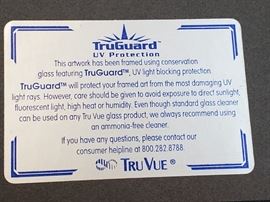 TruGuard™
UV Protection
This artwork has been framed using conservation
glass featuring TruGuard™, UV light blocking protection.
TruGuard™ will protect your framed art from the most damaging UV
light rays. However, care should be given to avoid exposure to direct sunlight,
fluorescent light, high heat or humidity. Even though standard glass cleaner
can be used on any Tru Vue glass product, we always recommend using
an ammonia-free cleaner.
If you have any questions, please contact our
consumer helpline at 800.282.8788.
TRU VUE®